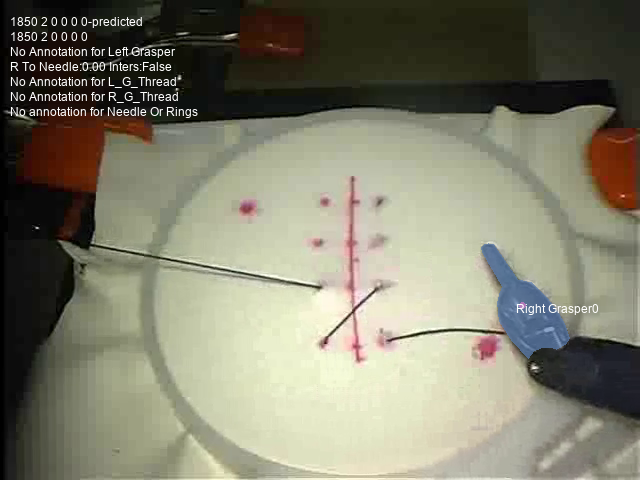 1850 2 0 0 0 0-predicted
1850 2 0 0 0 0
No Annotation for Left Grasper
R To Needle:0.00 Inters:False
No Annotation for L_G_Thread
No Annotation for R_G_Thread
No annotation for Needle Or Rings
Right Grasper0